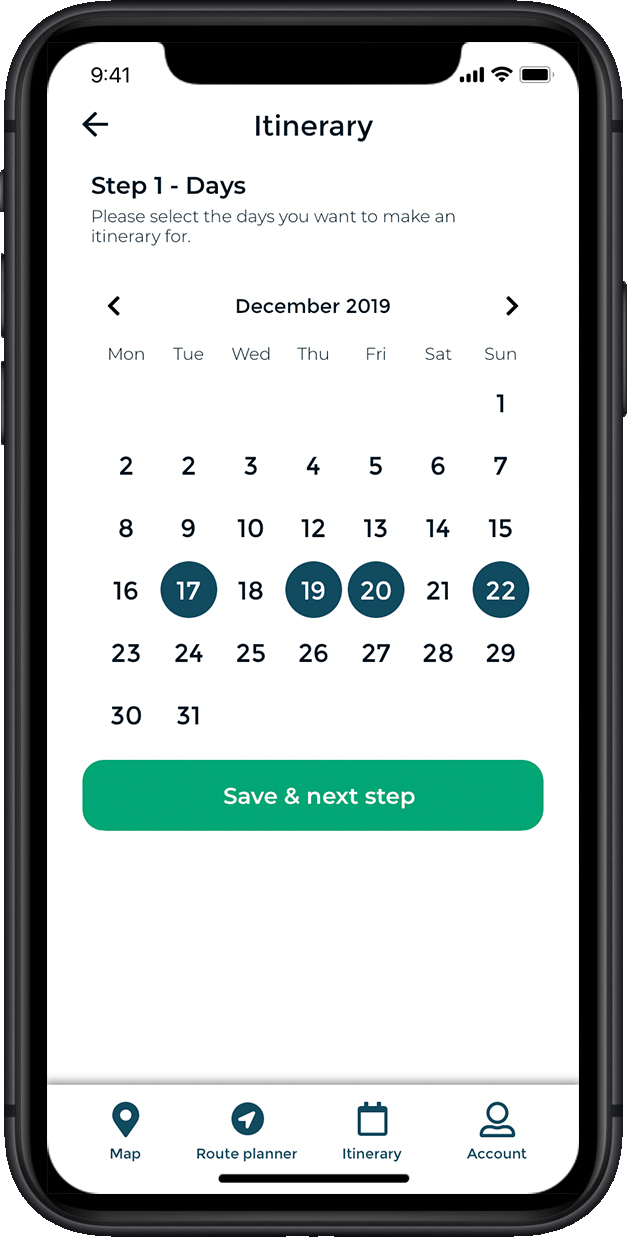 9:41
Itinerary
Step 1 - Days
Please select the days you want to make an
itinerary for.
December 2019
Mon Tue Wed Thu Fri Sat Sun
1
2 2 3 4 5 6 7
8 9 10 12 13 14 15
16 17 18 19 20 21 22
23 24 25 26 27 28 29
30 31
Save & next step
Map Route planner Itinerary Account